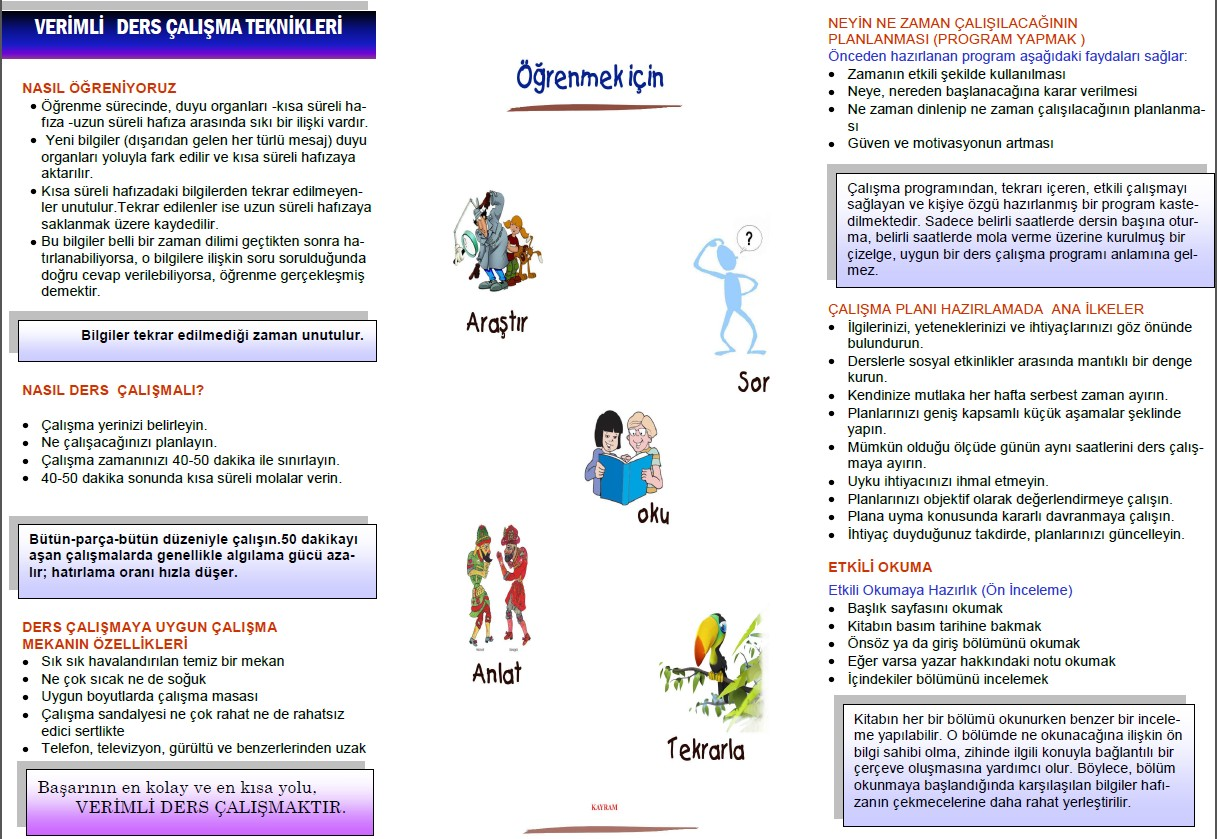 VERİMLİ DERS ÇALIŞMA TEKNİKLERİ
NASIL ÖĞRENİYORUZ
• Öğrenme sürecinde, duyu organları -kısa süreli ha-
fıza -uzun süreli hafıza arasında sıkı bir ilişki vardır.
• Yeni bilgiler (dışarıdan gelen her türlü mesaj) duyu
organları yoluyla fark edilir ve kısa süreli hafızaya
aktarılır.
• Kısa süreli hafızadaki bilgilerden tekrar edilmeyen-
ler unutulur.Tekrar edilenler ise uzun süreli hafızaya
saklanmak üzere kaydedilir.
• Bu bilgiler belli bir zaman dilimi geçtikten sonra ha-
tırlanabiliyorsa, o bilgilere ilişkin soru sorulduğunda
doğru cevap verilebiliyorsa, öğrenme gerçekleşmiş
demektir.
Bilgiler tekrar edilmediği zaman unutulur.
NASIL DERS ÇALIŞMALI?
• Çalışma yerinizi belirleyin.
• Ne çalışacağınızı planlayın.
• Çalışma zamanınızı 40-50 dakika ile sınırlayın.
• 40-50 dakika sonunda kısa süreli molalar verin.
Bütün-parça-bütün düzeniyle çalışın.50 dakikayı
aşan çalışmalarda genellikle algılama gücü aza-
lır; hatırlama oranı hızla düşer.
DERS ÇALIŞMAYA UYGUN ÇALIŞMA
MEKANIN ÖZELLİKLERİ
• Sık sık havalandırılan temiz bir mekan
• Ne çok sıcak ne de soğuk
• Uygun boyutlarda çalışma masası
• Çalışma sandalyesi ne çok rahat ne de rahatsız
edici sertlikte
• Telefon, televizyon, gürültü ve benzerlerinden uzak
Başarının en kolay ve en kısa yolu,
VERİMLİ DERS ÇALIŞMAKTIR.
Öğrenmek için
Araştır
?
Sor
oku
Anlat
Tekrarla
KAYRAM
NEYİN NE ZAMAN ÇALIŞILACAĞININ
PLANLANMASI (PROGRAM YAPMAK )
Önceden hazırlanan program aşağıdaki faydaları sağlar:
• Zamanın etkili şekilde kullanılması
• Neye, nereden başlanacağına karar verilmesi
• Ne zaman dinlenip ne zaman çalışılacağının planlanma-
sı
• Güven ve motivasyonun artması
Çalışma programından, tekrarı içeren, etkili çalışmayı
sağlayan ve kişiye özgü hazırlanmış bir program kaste-
dilmektedir. Sadece belirli saatlerde dersin başına otur-
ma, belirli saatlerde mola verme üzerine kurulmuş bir
çizelge, uygun bir ders çalışma programı anlamına gel-
mez.
ÇALIŞMA PLANI HAZIRLAMADA ANA İLKELER
• İlgilerinizi, yeteneklerinizi ve ihtiyaçlarınızı göz önünde
bulundurun.
• Derslerle sosyal etkinlikler arasında mantıklı bir denge
kurun.
• Kendinize mutlaka her hafta serbest zaman ayırın.
• Planlarınızı geniş kapsamlı küçük aşamalar şeklinde
yapın.
• Mümkün olduğu ölçüde günün aynı saatlerini ders çalış-
maya ayırın.
• Uyku ihtiyacınızı ihmal etmeyin.
• Planlarınızı objektif olarak değerlendirmeye çalışın.
• Plana uyma konusunda kararlı davranmaya çalışın.
• İhtiyaç duyduğunuz takdirde, planlarınızı güncelleyin.
ETKİLİ OKUMA
Etkili Okumaya Hazırlık (Ön İnceleme)
• Başlık sayfasını okumak
• Kitabın basım tarihine bakmak
• Önsöz ya da giriş bölümünü okumak
• Eğer varsa yazar hakkındaki notu okumak
• İçindekiler bölümünü incelemek
Kitabın her bir bölümü okunurken benzer bir incele-
me yapılabilir. O bölümde ne okunacağına ilişkin ön
bilgi sahibi olma, zihinde ilgili konuyla bağlantılı bir
çerçeve oluşmasına yardımcı olur. Böylece, bölüm
okunmaya başlandığında karşılaşılan bilgiler hafı-
zanın çekmecelerine daha rahat yerleştirilir.